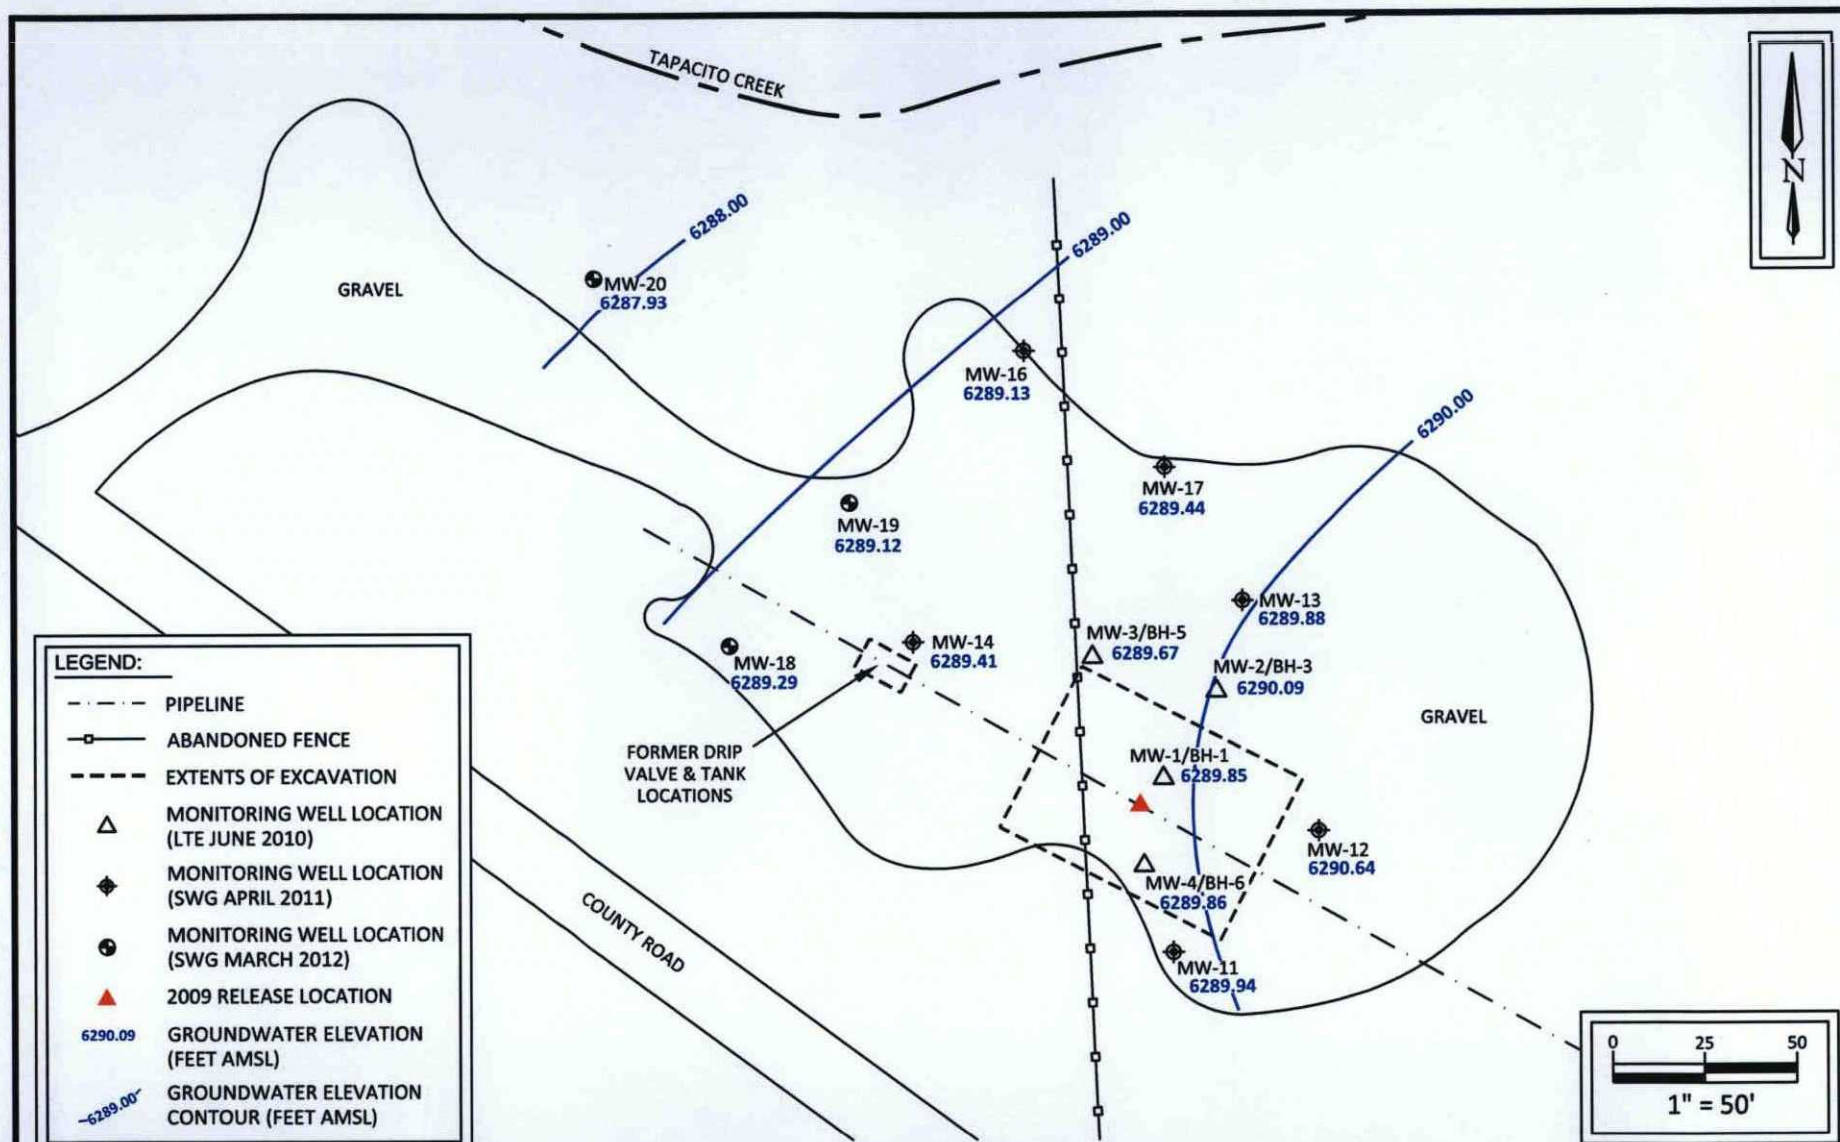 TAPACITO CREEK
N
6288.00
6289.00
GRAVEL
MW-20
6287.93
MW-16
6289.13
6290.00
MW-17
6289.44
MW-19
6289.12
MW-13
6289.88
MW-3/BH-5
6289.67
MW-14
6289.41
MW-18
6289.29
MW-2/BH-3
6290.09
GRAVEL
FORMER DRIP
VALVE & TANK
LOCATIONS
MW-1/BH-1
6289.85
MW-12
6290.64
MW-4/BH-6
6289.86
MW-11
6289.94
COUNTY ROAD
LEGEND:
PIPELINE
ABANDONED FENCE
EXTENTS OF EXCAVATION
MONITORING WELL LOCATION
(LTE JUNE 2010)
MONITORING WELL LOCATION
(SWG APRIL 2011)
MONITORING WELL LOCATION
(SWG MARCH 2012)
2009 RELEASE LOCATION
6290.09 GROUNDWATER ELEVATION
(FEET AMSL)
6289.00 GROUNDWATER ELEVATION
CONTOUR (FEET AMSL)
0 25 50
1" = 50'